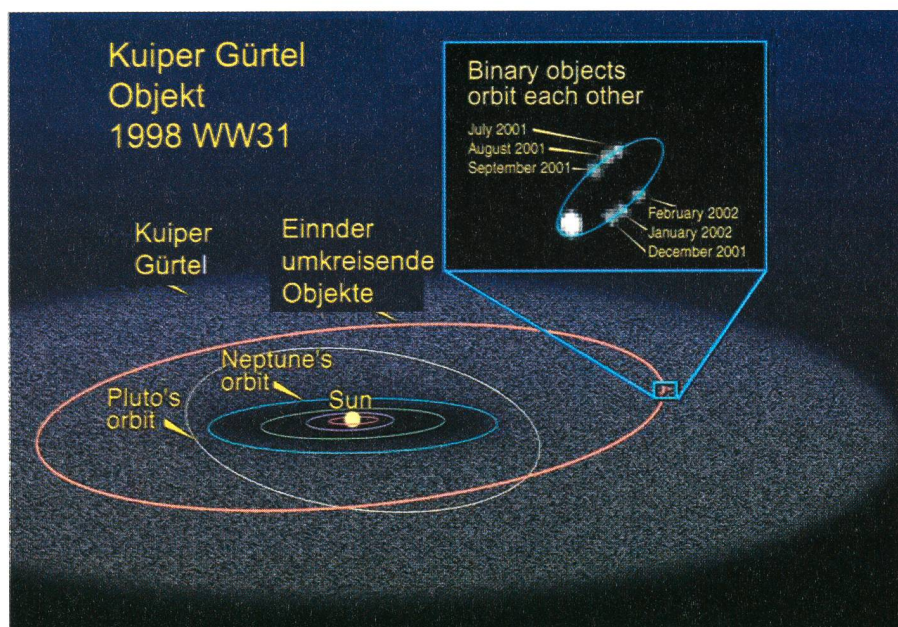 Kuiper Gürtel
Objekt
1998 WW31
Binary objects
orbit each other
July 2001
August 2001
September 2001
February 2002
January 2002
December 2001
Kuiper
Gürtel
Einnder
umkreisende
Objekte
Neptune's
orbit
Sun
Pluto's
orbit